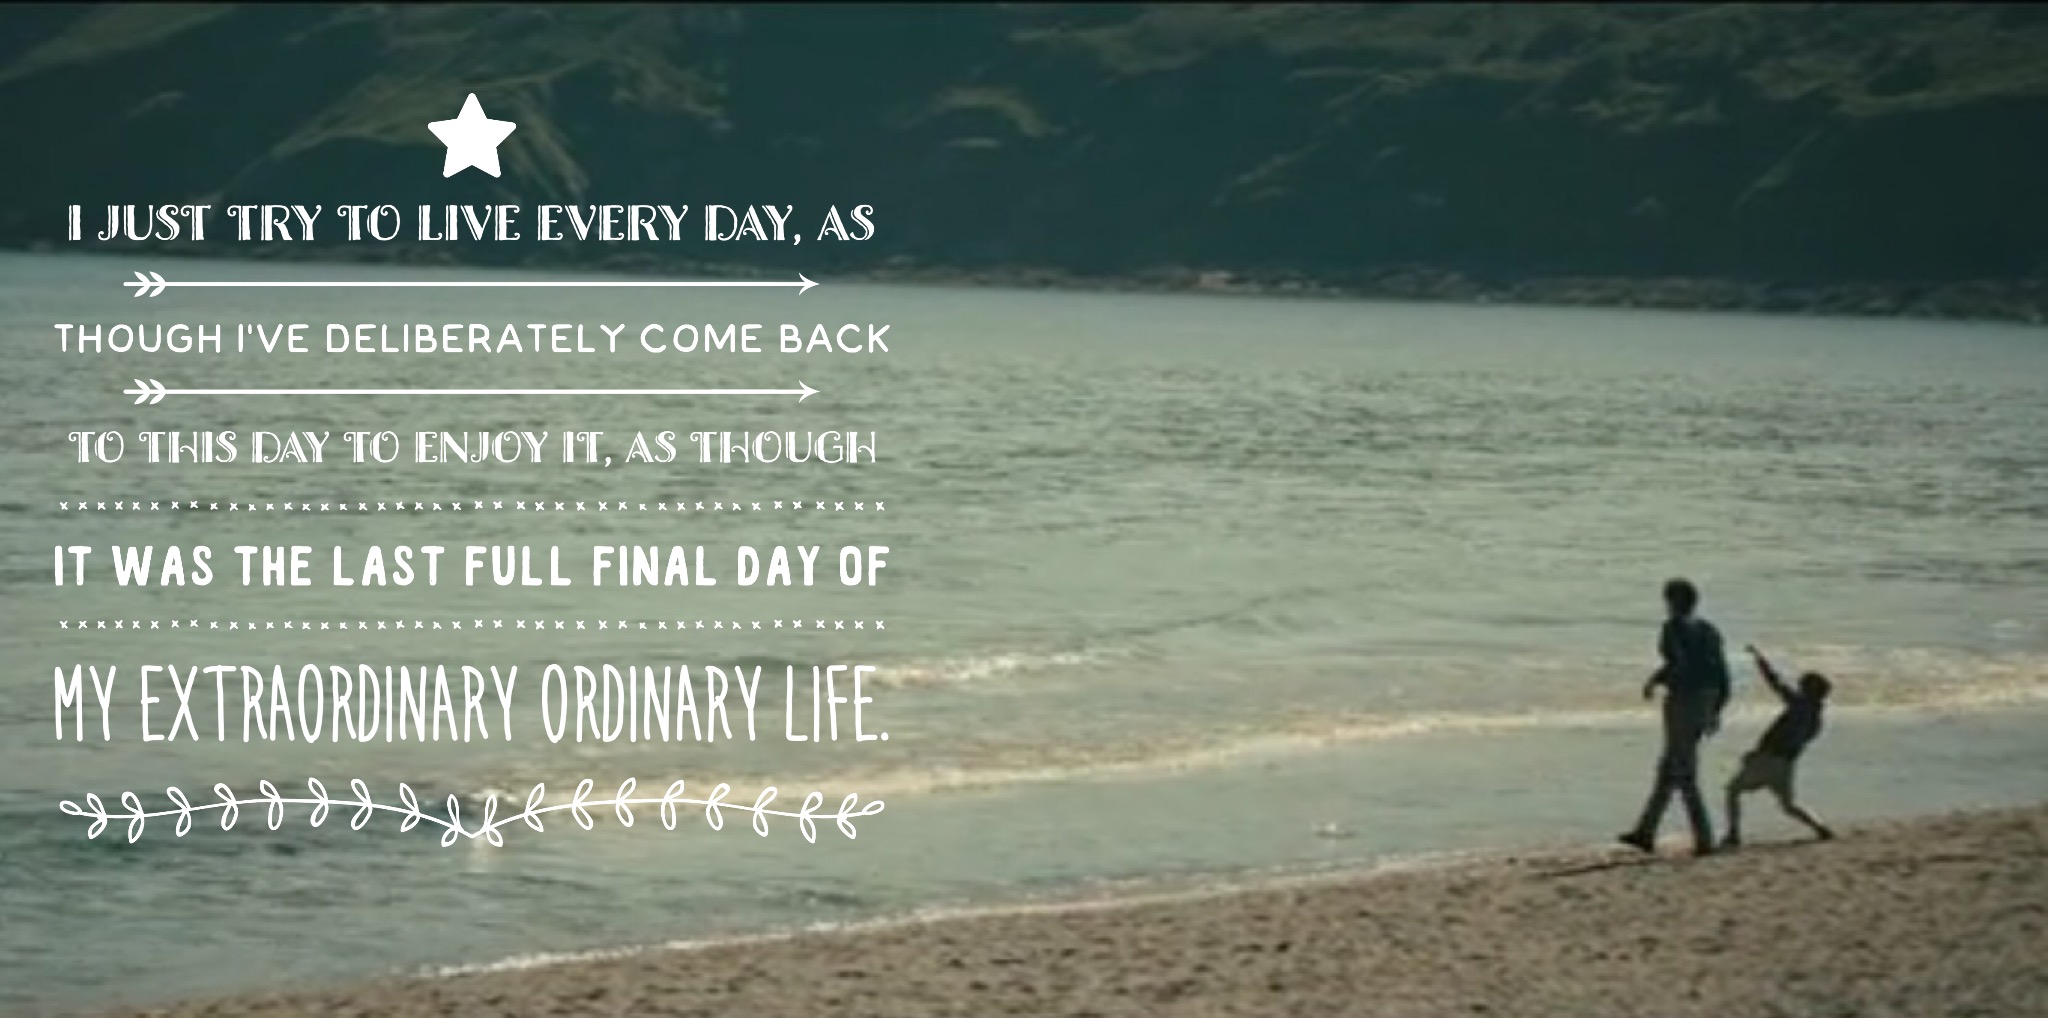 I JUST TRY TO LIVE EVERY DAY, AS
THOUGH I'VE DELIBERATELY COME BACK
TO THIS DAY TO ENJOY IT, AS THOUGH
IT WAS THE LAST FULL FINAL DAY OF
MY EXTRAORDINARY ORDINARY LIFE.